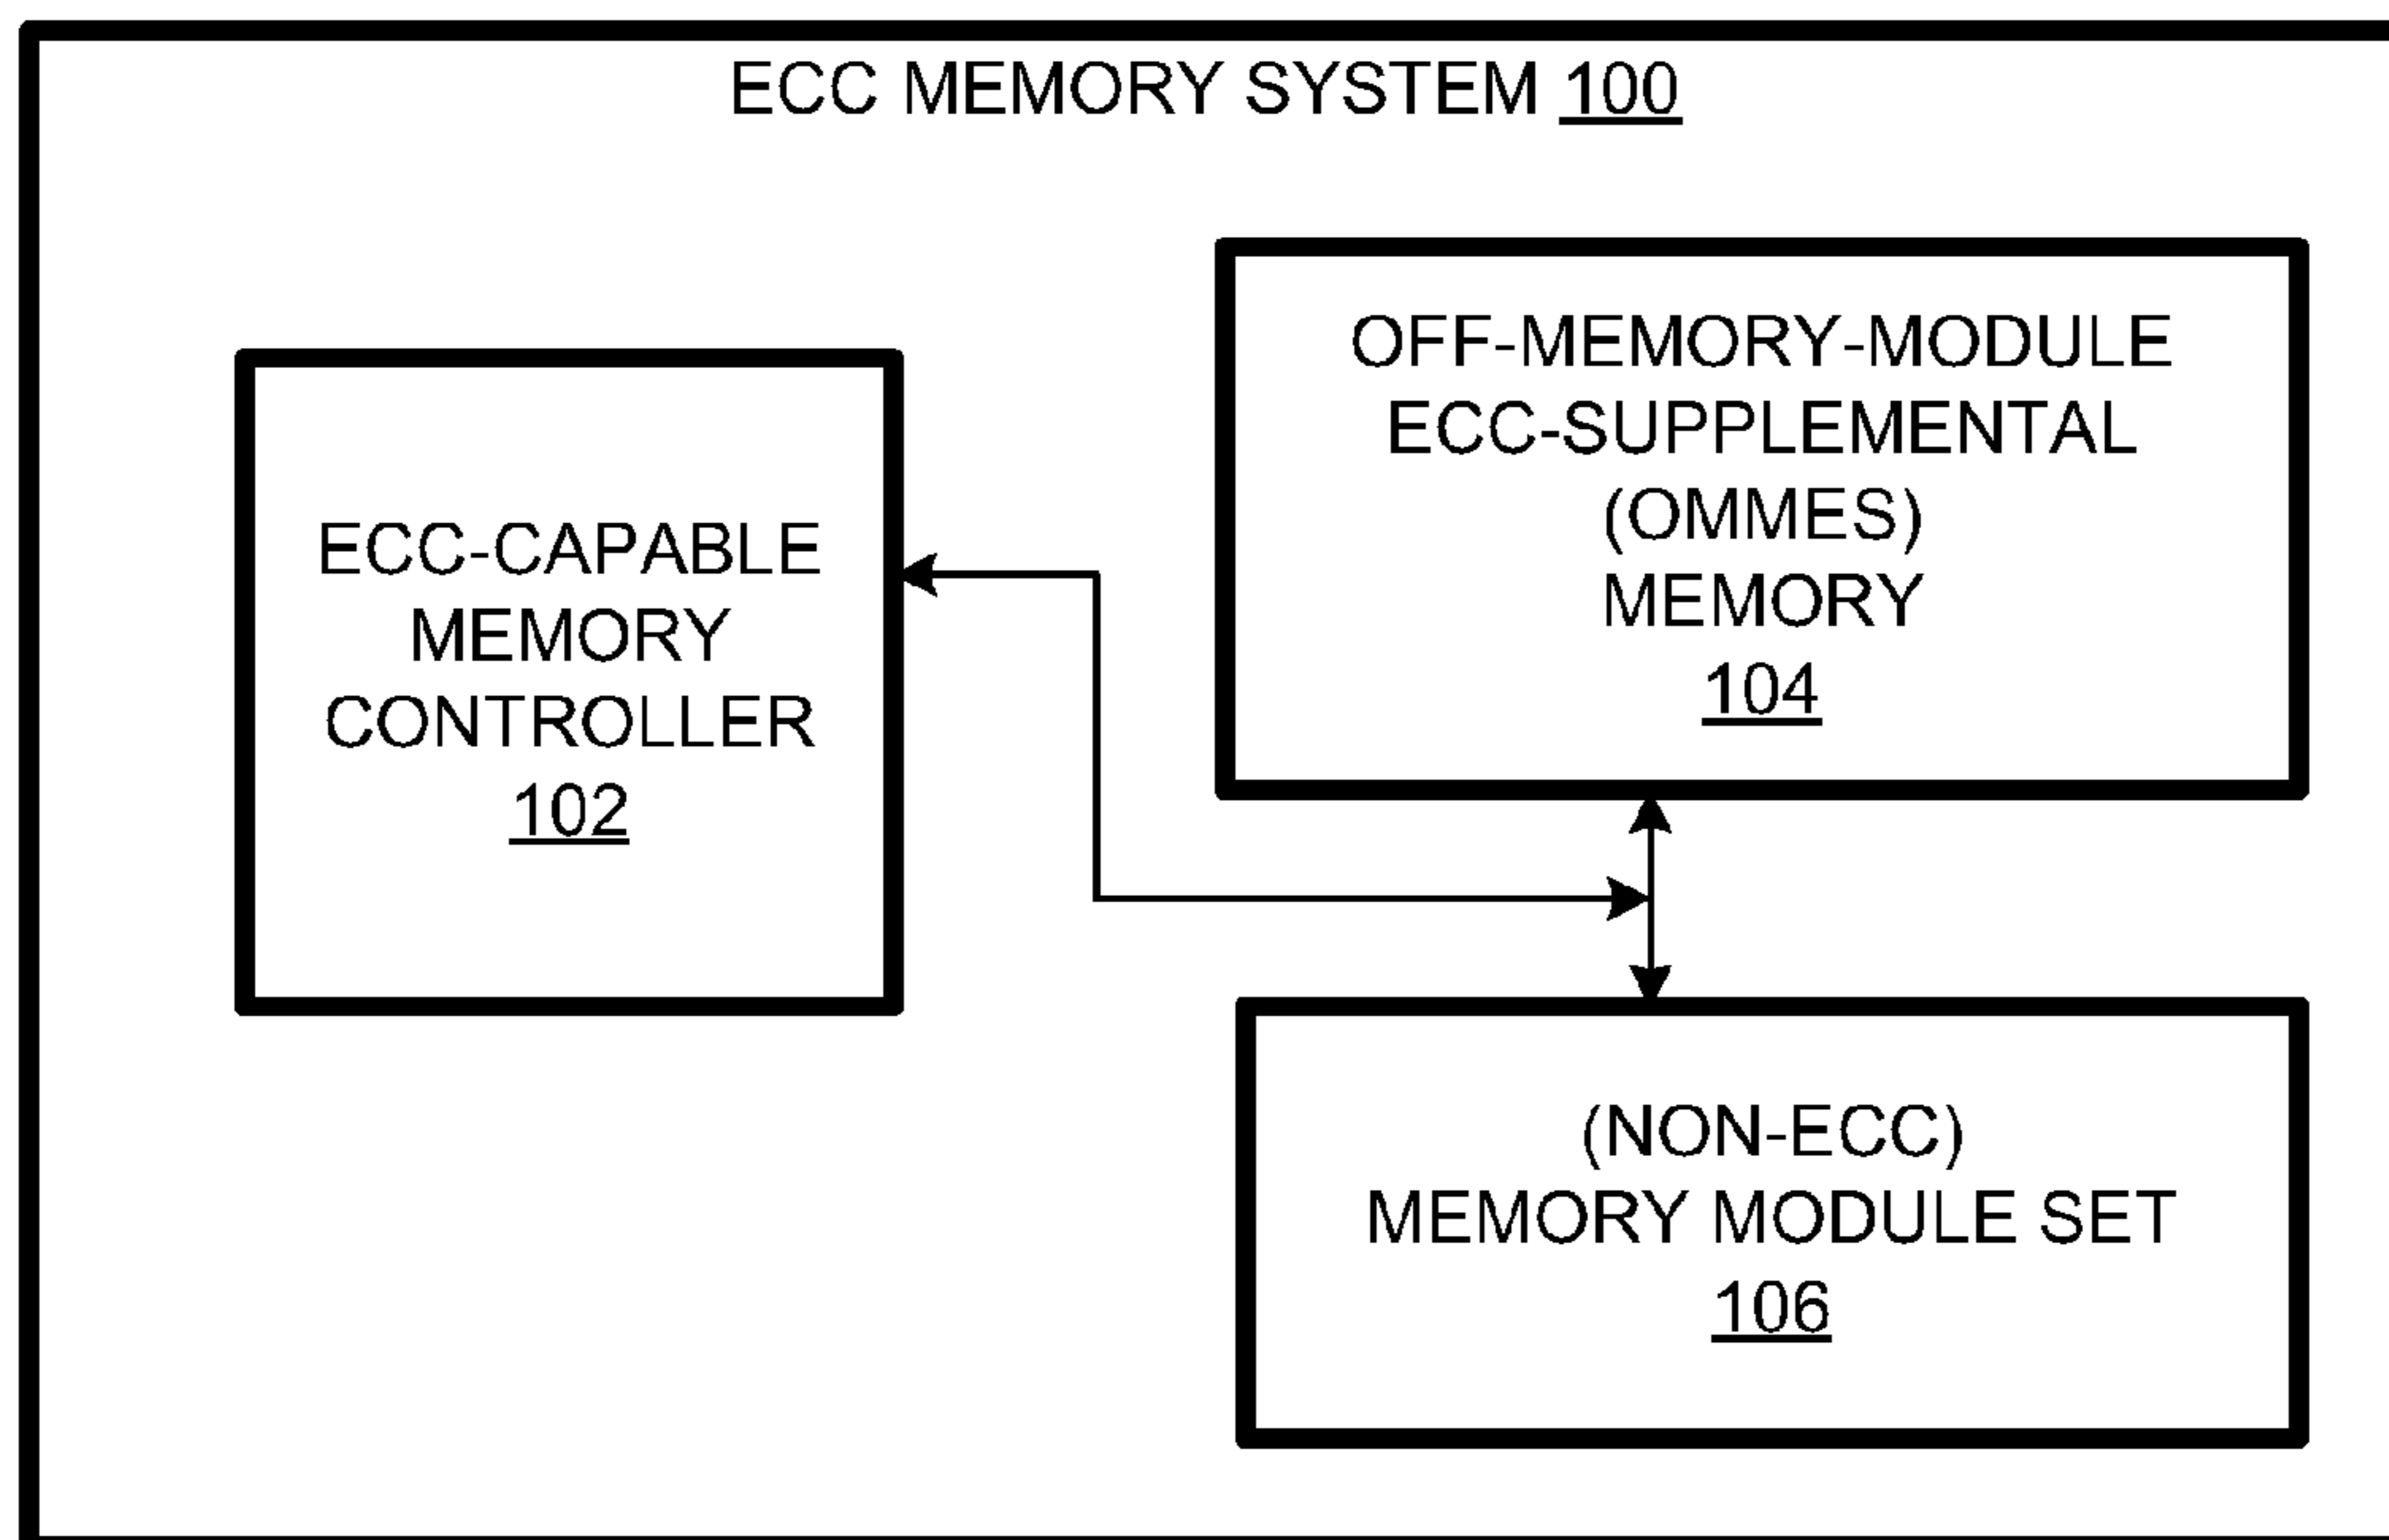 ECC MEMORY SYSTEM 100
ECC-CAPABLE
MEMORY
CONTROLLER
102
OFF-MEMORY-MODULE
ECC-SUPPLEMENTAL
(OMMES)
MEMORY
104
(NON-ECC)
MEMORY MODULE SET
106